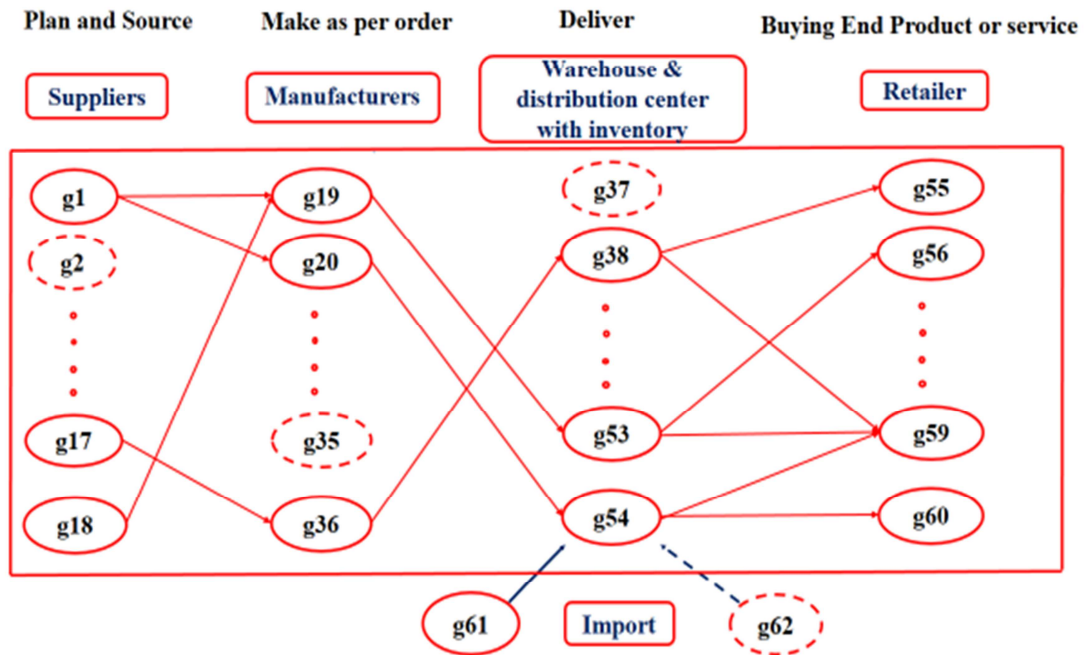 Plan and Source
Make as per order
Deliver
Buying End Product or service
Suppliers
Manufacturers
Warehouse &
distribution center
with inventory
Retailer
g1
g19
g37
g55
g2
g20
g38
g56
g17
g35
g53
g59
g18
g36
g54
g60
g61
Import
g62